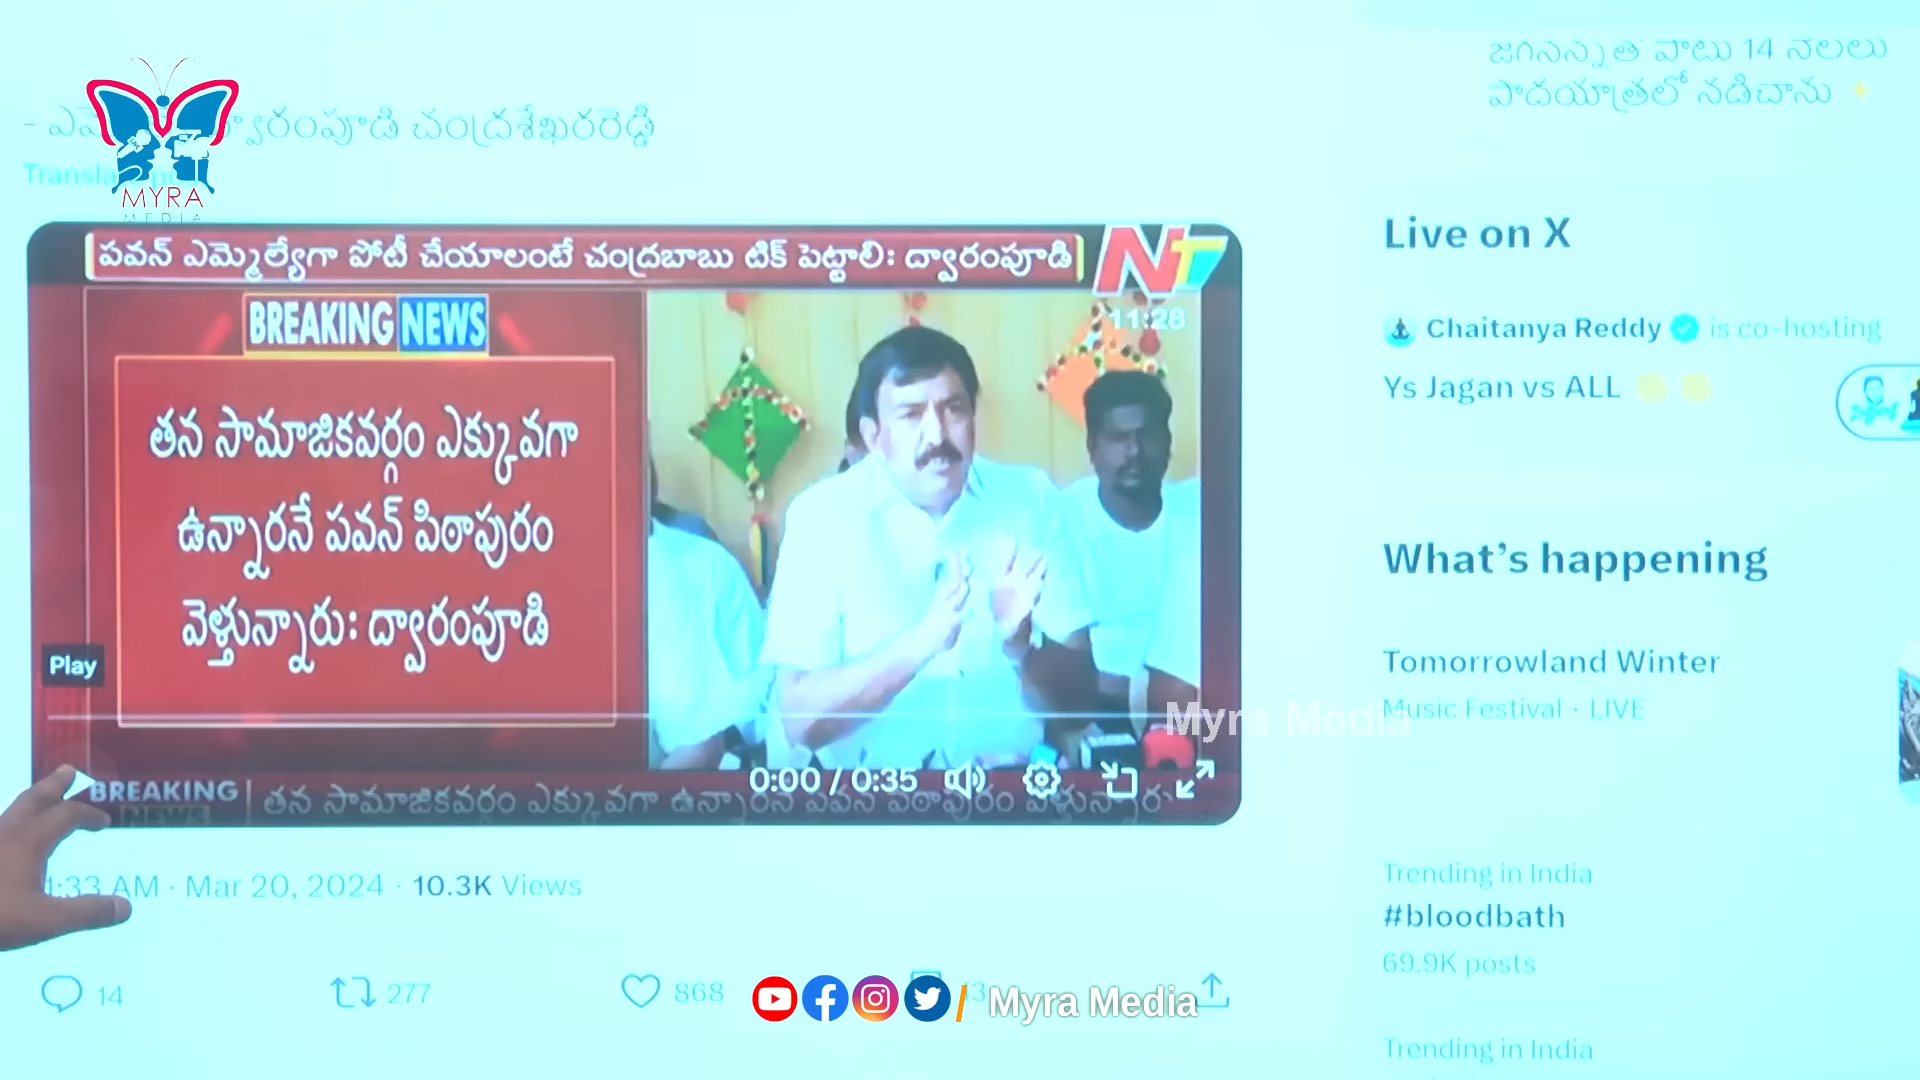 జగనన్నతో పాటు 14 నెలలు
పాదయాత్రలో నడిచాను
ద్వారంపూడి చంద్రశేఖరరెడ్డి
MYRA
MEDIA
పవన్ ఎమ్మెల్యేగా పోటీ చేయాలంటే చంద్రబాబు టిక్ పెట్టాలి: ద్వారంపూడి
NT
11:28
BREAKING NEWS
తన సామాజికవర్గం ఎక్కువగా
ఉన్నారనే పవన్ పిఠాపురం
వెళ్తున్నారు: ద్వారంపూడి
Play
0:00 / 0:35
BREAKING
NEWS
తన సామాజికవర్గం ఎక్కువగా ఉన్నారనే పవన్ పిఠాపురం వెళ్తున్నారు
1:33 AM · Mar 20, 2024 · 10.3K Views
14
277
868
Live on X
Chaitanya Reddy is co-hosting
Ys Jagan vs ALL
What's happening
Tomorrowland Winter
Music Festival · LIVE
Myra Media
Trending in India
#bloodbath
69.9K posts
Trending in India
/ Myra Media